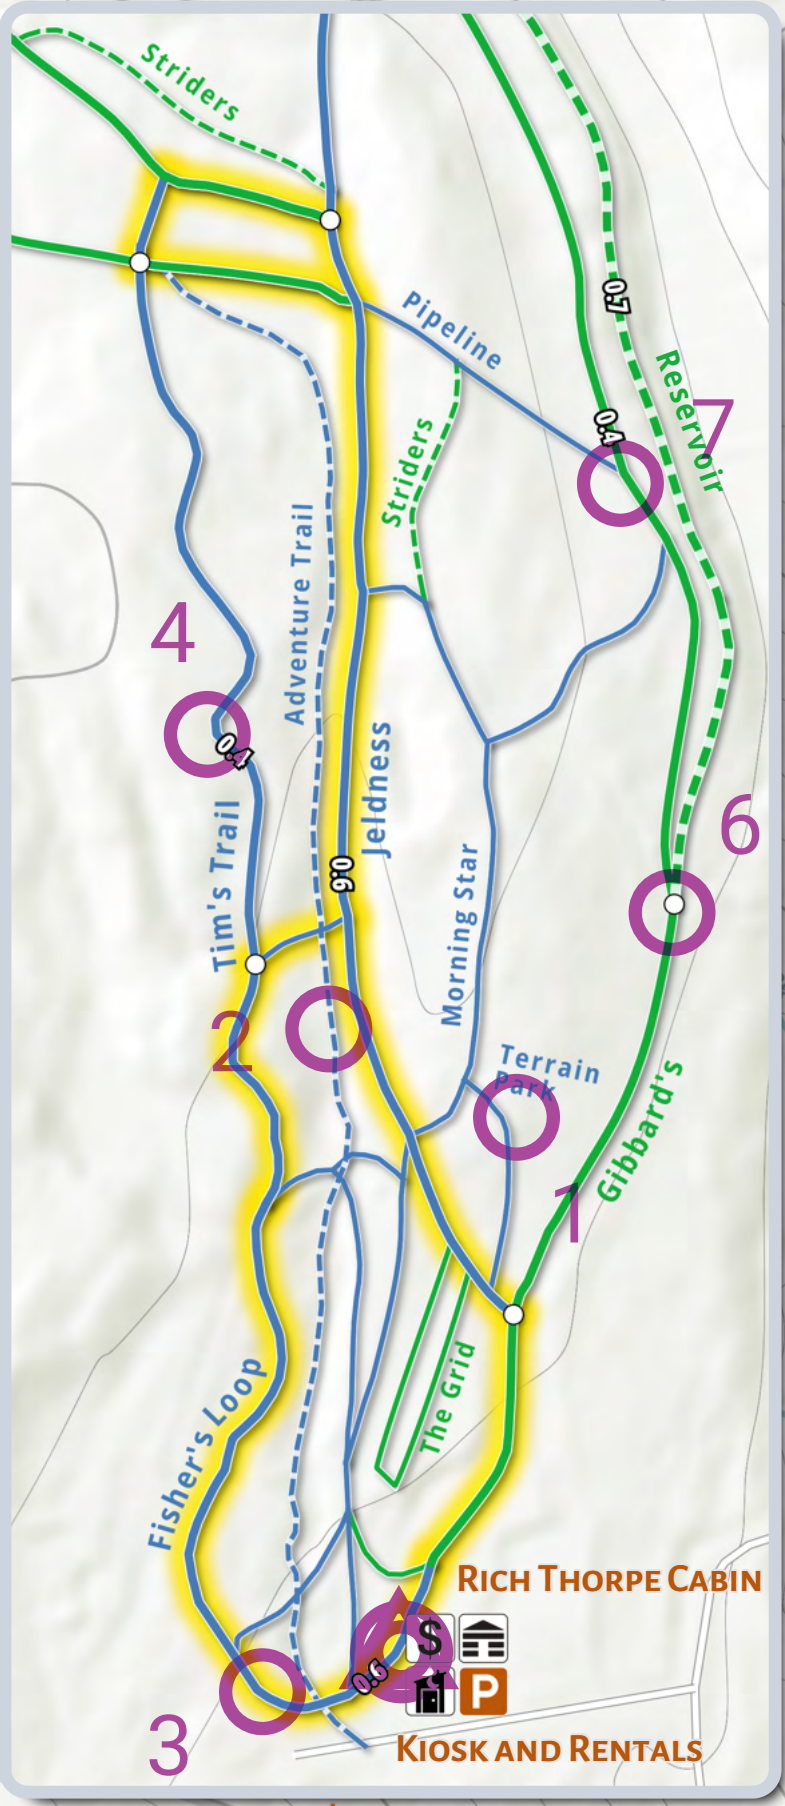 Striders
Pipeline
0.7
Reservoir
7
0.4
Striders
Adventure Trail
4
0.4
Jeldness
Tim's Trail
6
0.9
Morning Star
2
Terrain
Park
Gibbard's
1
The Grid
Fisher's Loop
RICH THORPE CABIN
$
0.6
P
3
KIOSK AND RENTALS